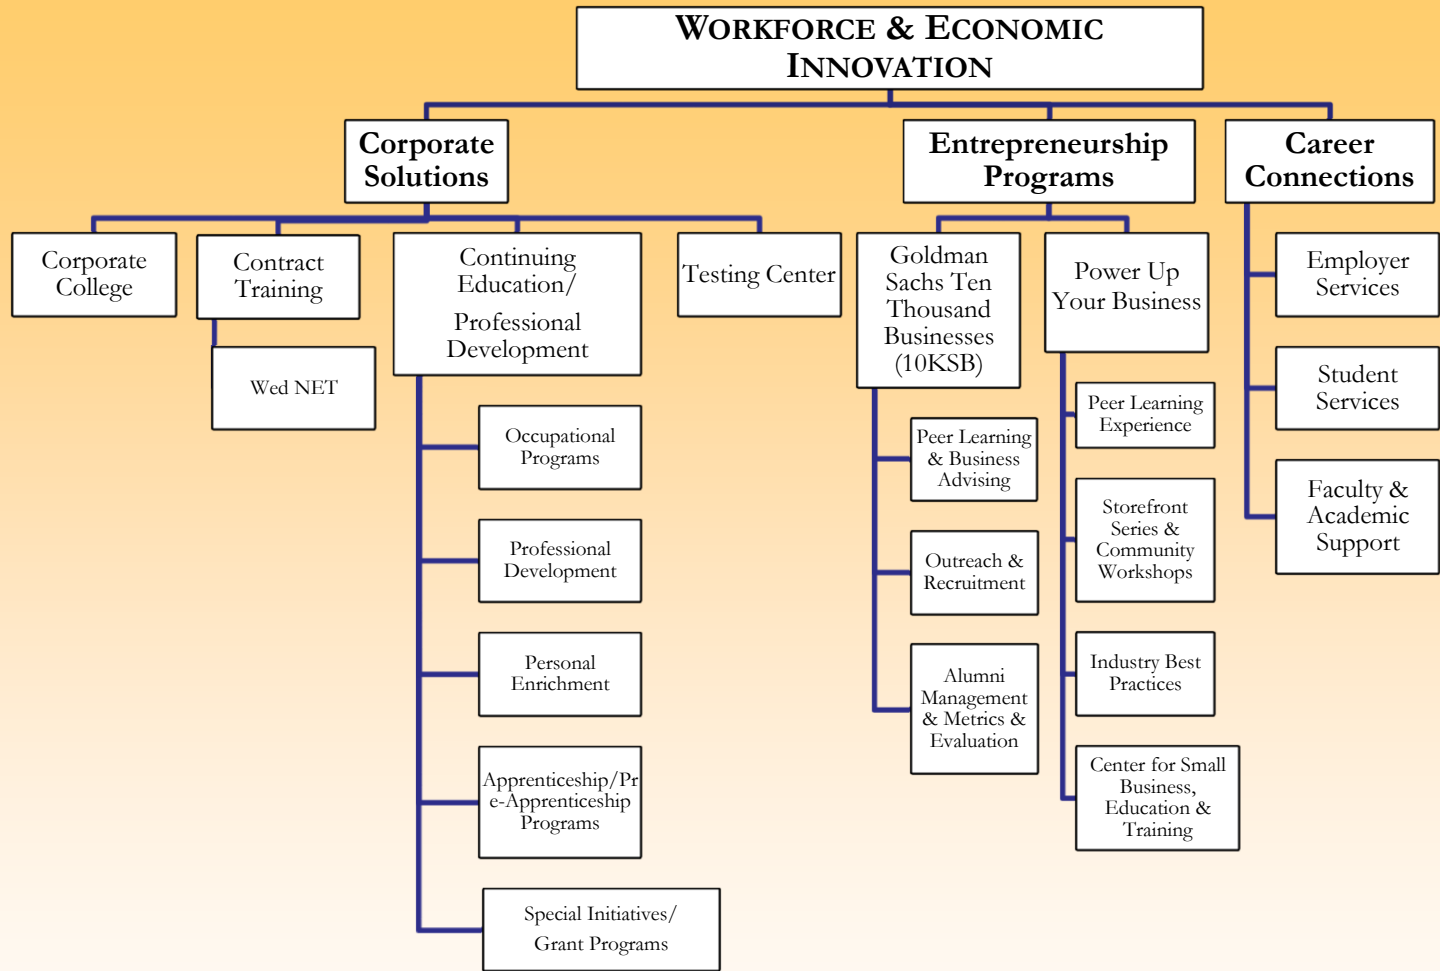 WORKFORCE & ECONOMIC
INNOVATION
Corporate
Solutions
Entrepreneurship
Programs
Career
Connections
Corporate
College
Contract
Training
Continuing
Education/
Professional
Development
Testing Center
Goldman
Sachs Ten
Thousand
Businesses
(10KSB)
Power Up
Your Business
Employer
Services
Wed NET
Student
Services
Peer Learning
Experience
Occupational
Programs
Peer Learning
& Business
Advising
Faculty &
Academic
Support
Storefront
Series &
Community
Workshops
Professional
Development
Outreach &
Recruitment
Personal
Enrichment
Alumni
Management
& Metrics &
Evaluation
Industry Best
Practices
Apprenticeship/Pr
e-Apprenticeship
Programs
Center for Small
Business,
Education &
Training
Special Initiatives/
Grant Programs